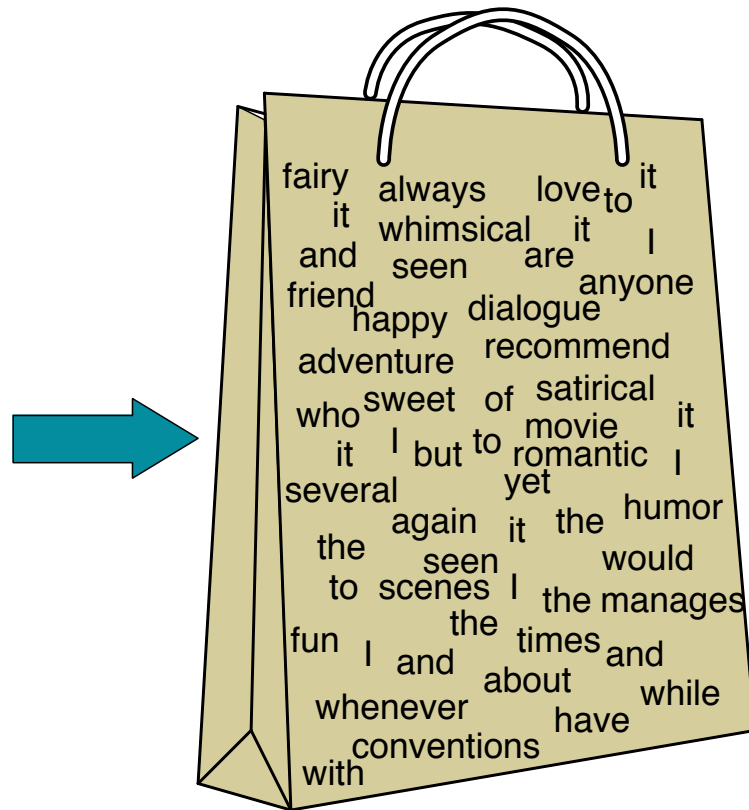 fairy always love to it
it whimsical it I
and seen are anyone
friend happy dialogue
adventure recommend
who sweet of satirical it
it I but to movie romantic I
several yet
again it the humor
the seen would
to scenes I the manages
fun I and the times and
whenever about have while
conventions
with